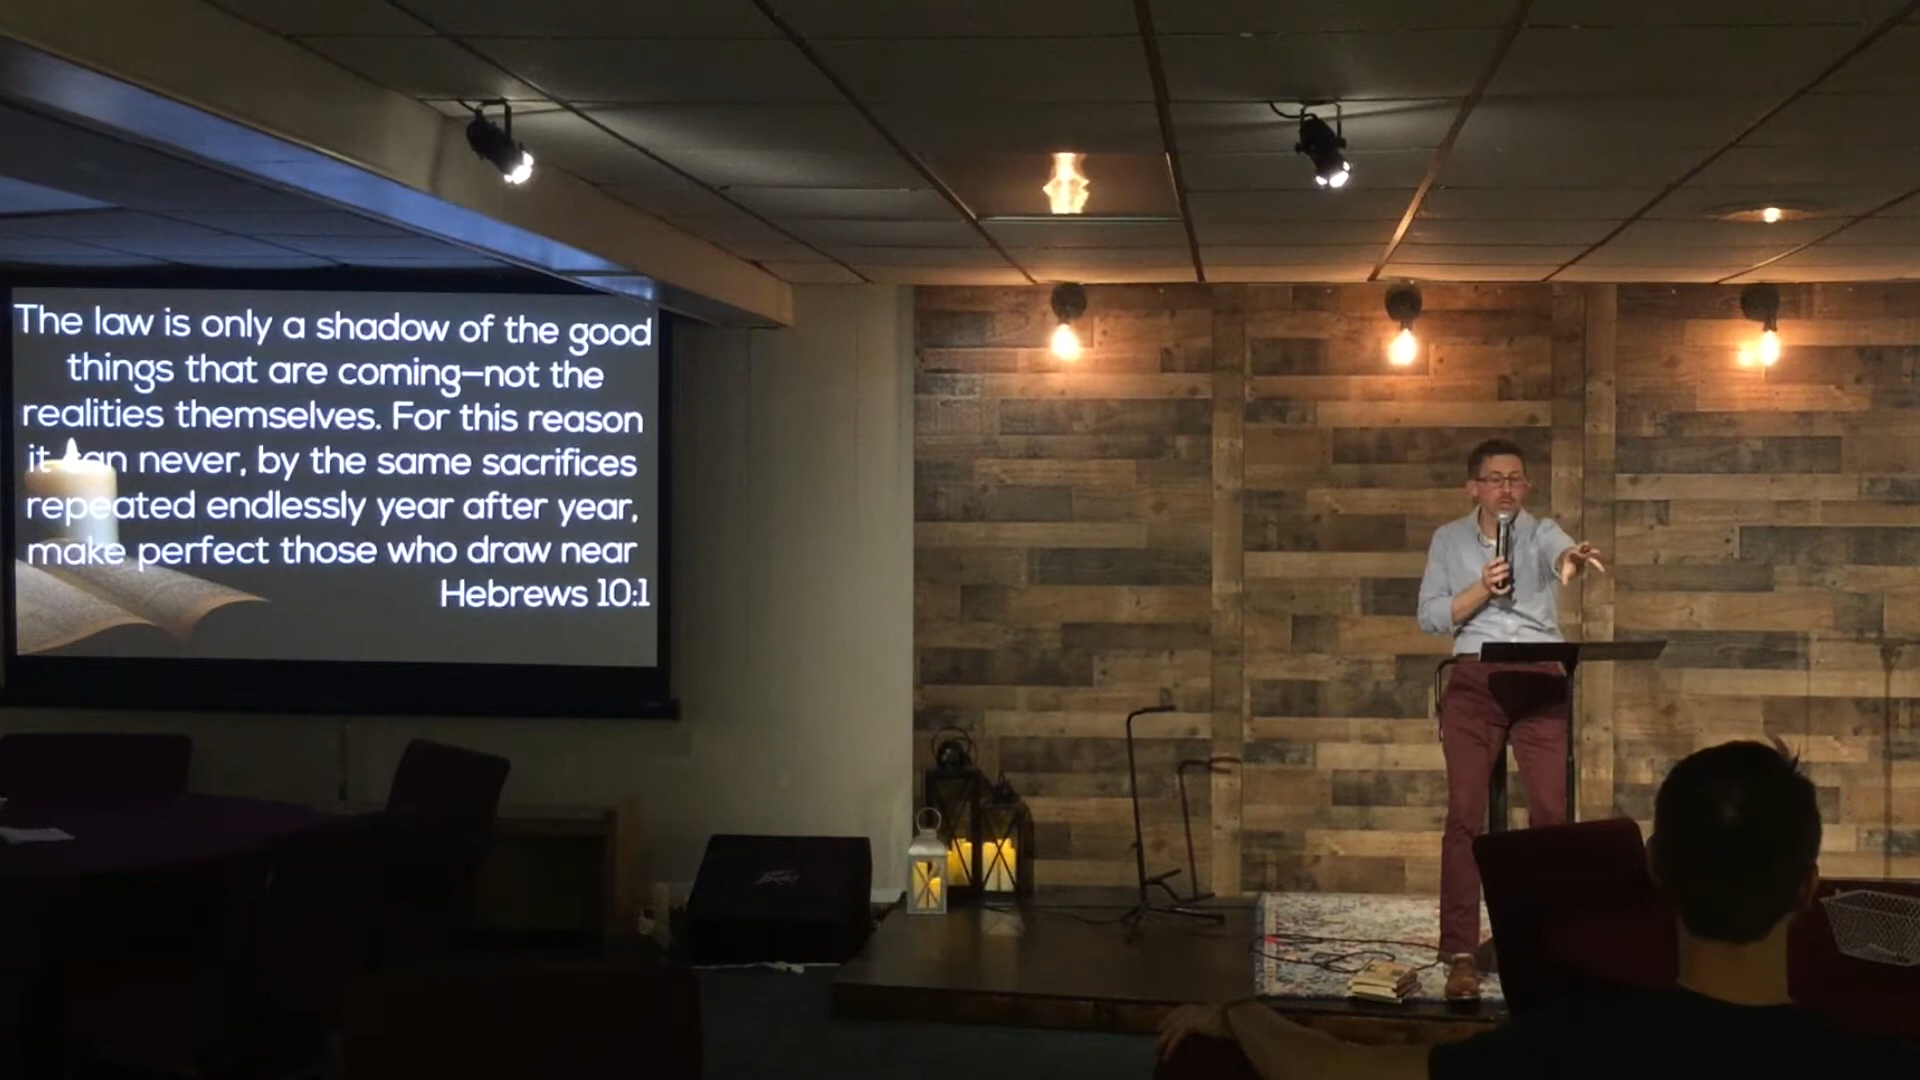 The law is only a shadow of the good
things that are coming—not the
realities themselves. For this reason
it can never, by the same sacrifices
repeated endlessly year after year,
make perfect those who draw near
Hebrews 10:1
PEAVEY